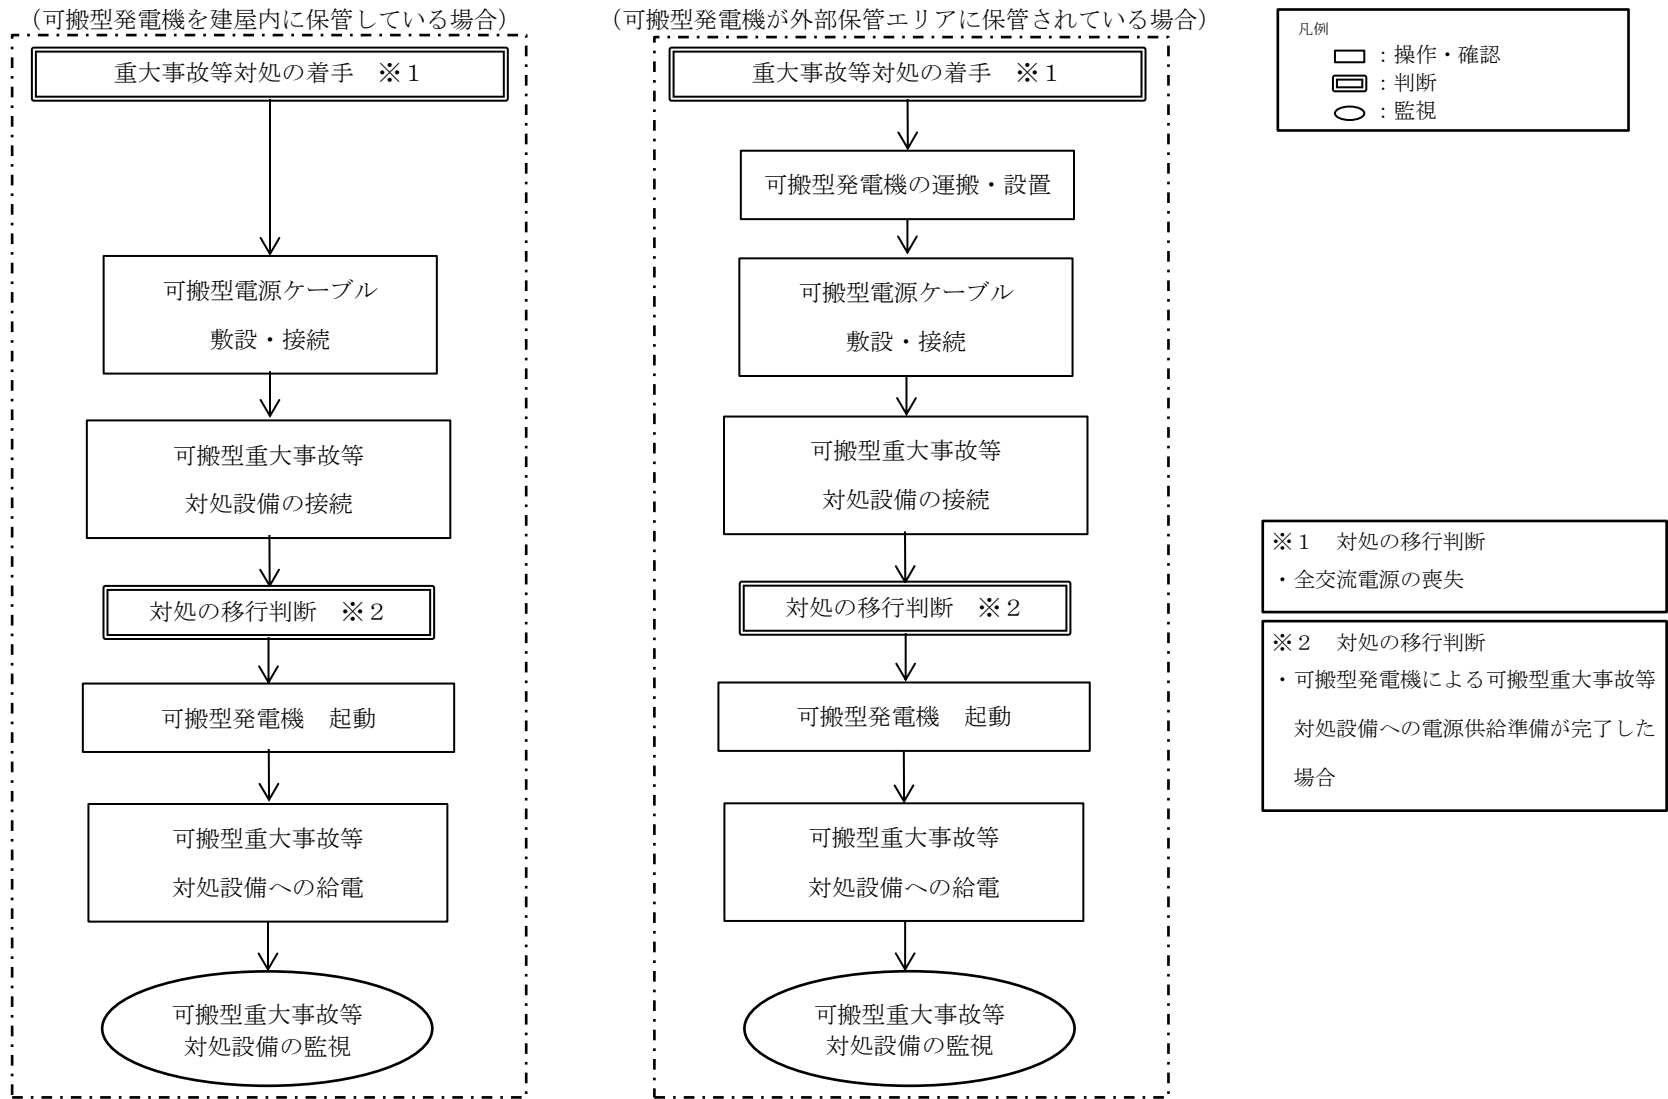 （可搬型発電機を建屋内に保管している場合）
重大事故等対処の着手　※１
可搬型電源ケーブル
敷設・接続
可搬型重大事故等
対処設備の接続
対処の移行判断　※２
可搬型発電機　起動
可搬型重大事故等
対処設備への給電
可搬型重大事故等
対処設備の監視
（可搬型発電機が外部保管エリアに保管されている場合）
重大事故等対処の着手　※１
可搬型発電機の運搬・設置
可搬型電源ケーブル
敷設・接続
可搬型重大事故等
対処設備の接続
対処の移行判断　※２
可搬型発電機　起動
可搬型重大事故等
対処設備への給電
可搬型重大事故等
対処設備の監視
凡例
：操作・確認
：判断
：監視
※１　対処の移行判断
・全交流電源の喪失
※２　対処の移行判断
・可搬型発電機による可搬型重大事故等
対処設備への電源供給準備が完了した
場合